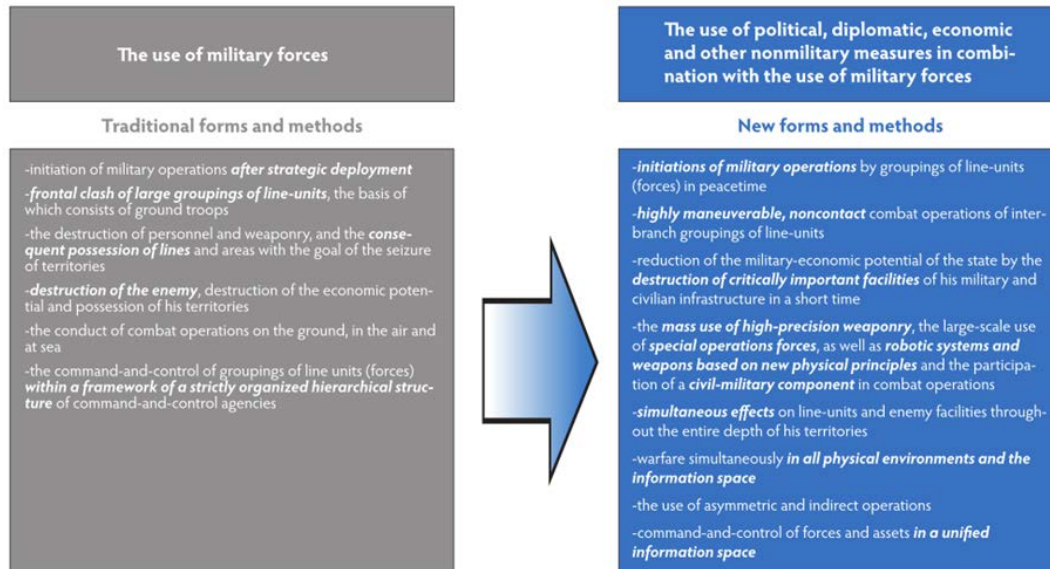 The use of military forces
Traditional forms and methods
-initiation of military operations after strategic deployment
-frontal clash of large groupings of line-units, the basis of
which consists of ground troops
-the destruction of personnel and weaponry, and the conse-
quent possession of lines and areas with the goal of the seizure
of territories
-destruction of the enemy, destruction of the economic poten-
tial and possession of his territories
-the conduct of combat operations on the ground, in the air and
at sea
-the command-and-control of groupings of line units (forces)
within a framework of a strictly organized hierarchical struc-
ture of command-and-control agencies
The use of political, diplomatic, economic
and other nonmilitary measures in combi-
nation with the use of military forces
New forms and methods
-initiations of military operations by groupings of line-units
(forces) in peacetime
-highly maneuverable, noncontact combat operations of inter-
branch groupings of line-units
-reduction of the military-economic potential of the state by the
destruction of critically important facilities of his military and
civilian infrastructure in a short time
-the mass use of high-precision weaponry, the large-scale use
of special operations forces, as well as robotic systems and
weapons based on new physical principles and the participa-
tion of a civil-military component in combat operations
-simultaneous effects on line-units and enemy facilities through-
out the entire depth of his territories
-warfare simultaneously in all physical environments and the
information space
-the use of asymmetric and indirect operations
-command-and-control of forces and assets in a unified
information space